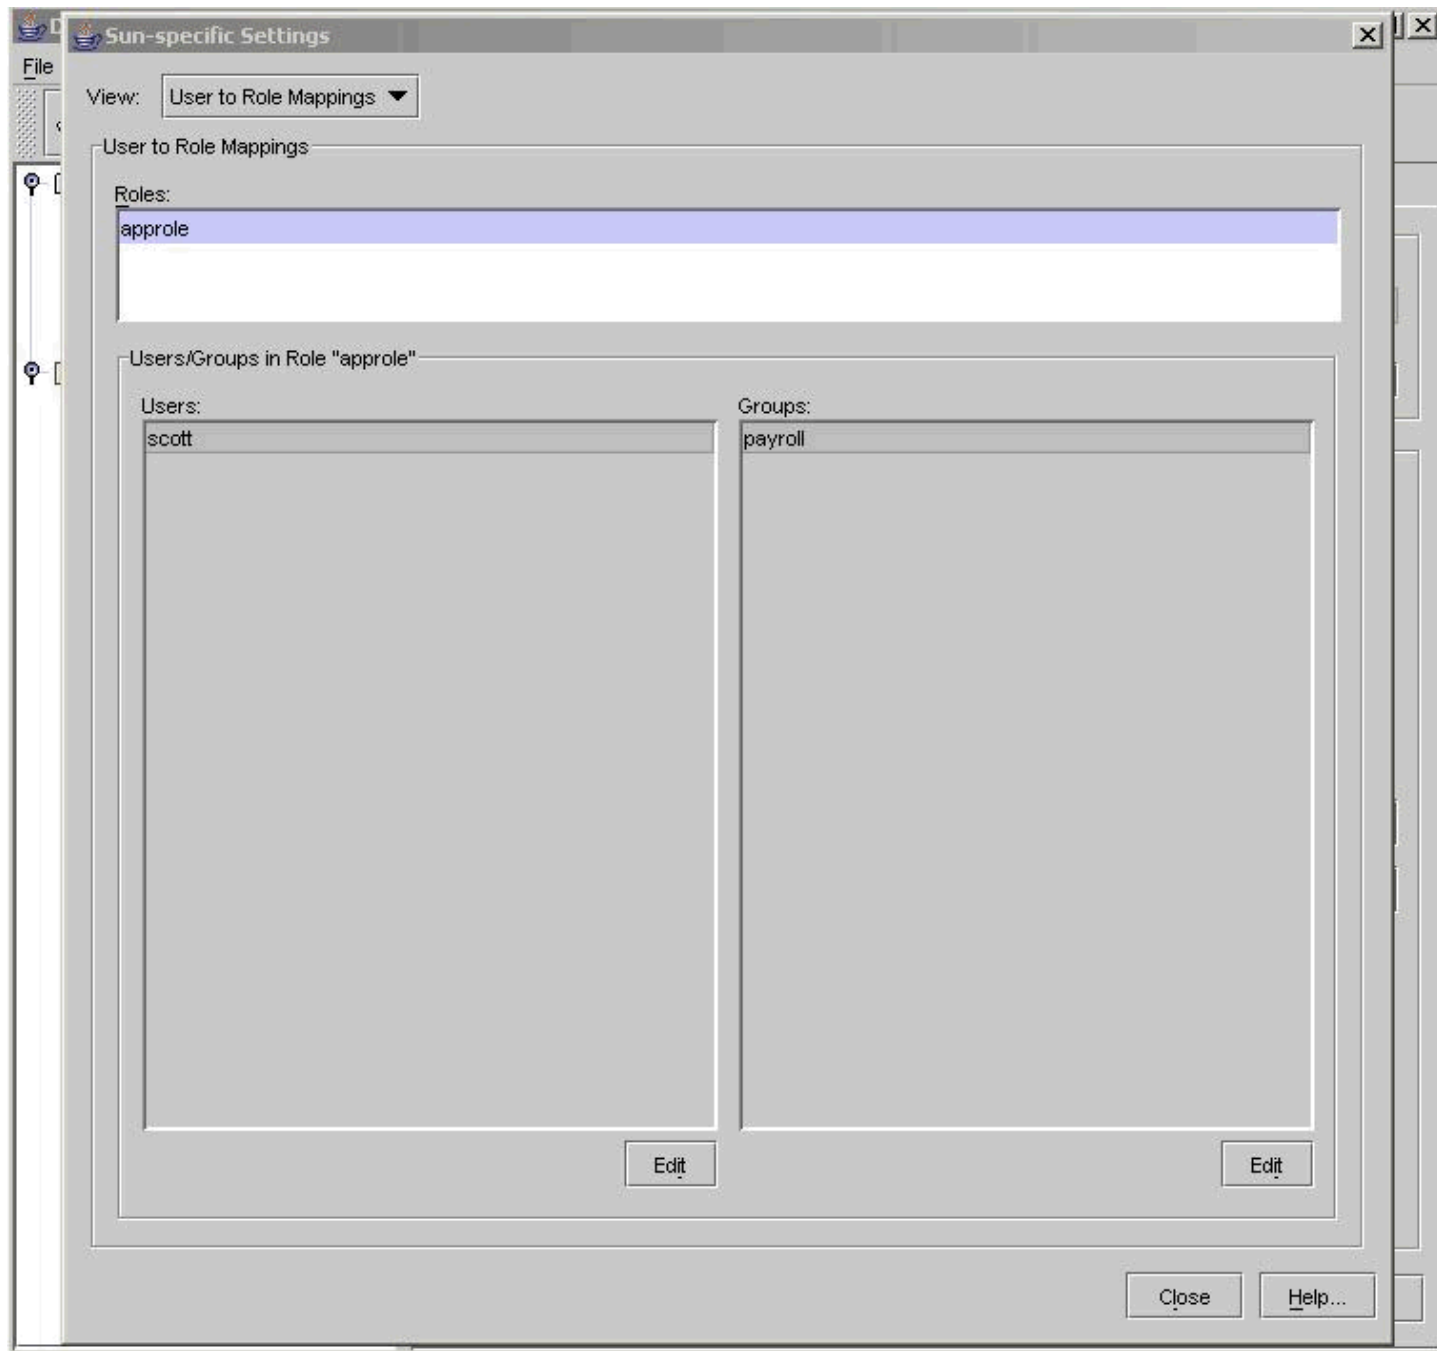 D
Sun-specific Settings
File
View: User to Role Mappings
User to Role Mappings
Roles:
approle
Users/Groups in Role "approle"
Users: Groups:
scott payroll
Edit Edit
Close Help...